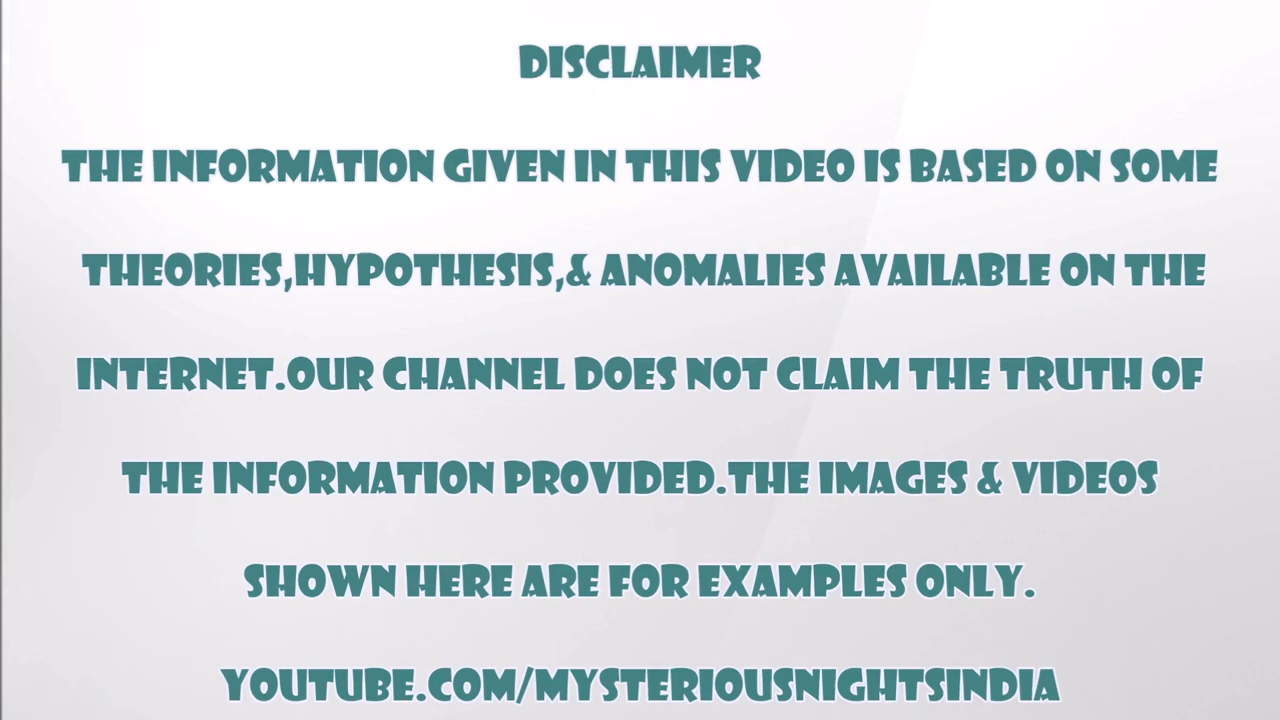 DISCLAIMER
THE INFORMATION GIVEN IN THIS VIDEO IS BASED ON SOME
THEORIES,HYPOTHESIS,& ANOMALIES AVAILABLE ON THE
INTERNET.OUR CHANNEL DOES NOT CLAIM THE TRUTH OF
THE INFORMATION PROVIDED.THE IMAGES & VIDEOS
SHOWN HERE ARE FOR EXAMPLES ONLY.
YOUTUBE.COM/MYSTERIOUSNIGHTSINDIA